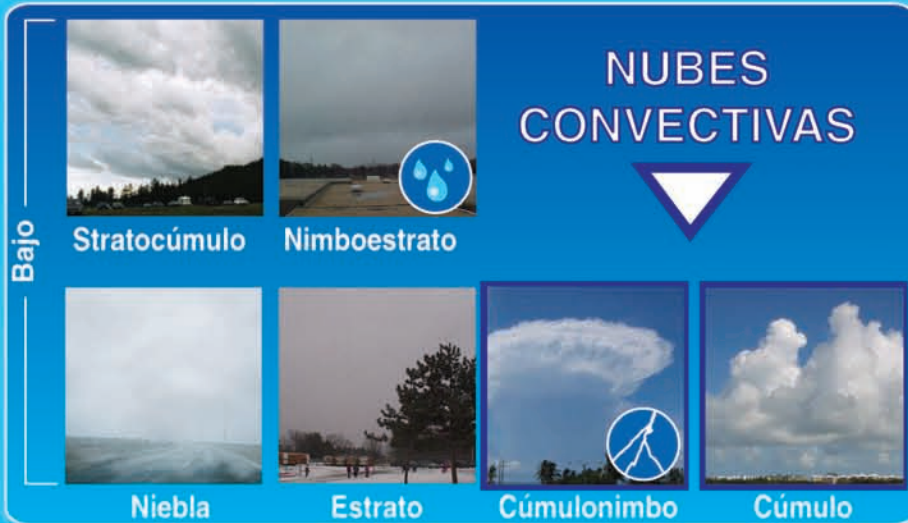 NUBES
CONVECTIVAS
Bajo
Stratocúmulo
Nimboestrato
Niebla
Estrato
Cúmulonimbo
Cúmulo